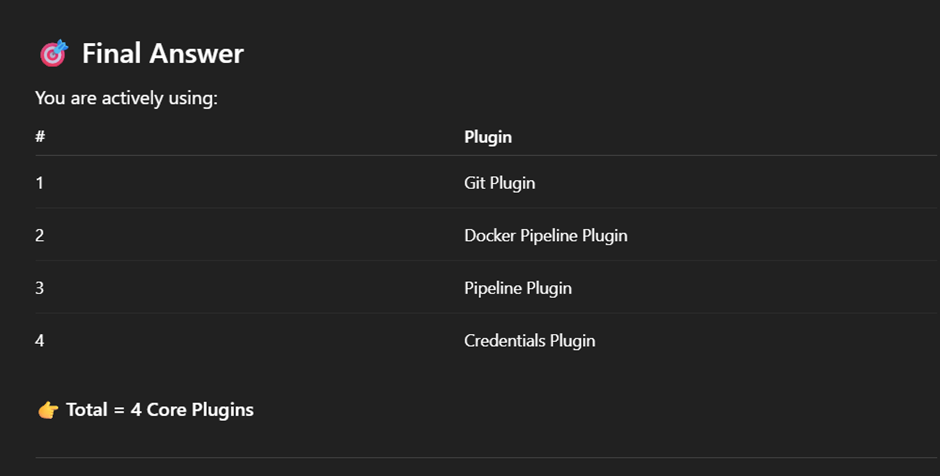 🎯 Final Answer
You are actively using:
# Plugin
1 Git Plugin
2 Docker Pipeline Plugin
3 Pipeline Plugin
4 Credentials Plugin
👉 Total = 4 Core Plugins